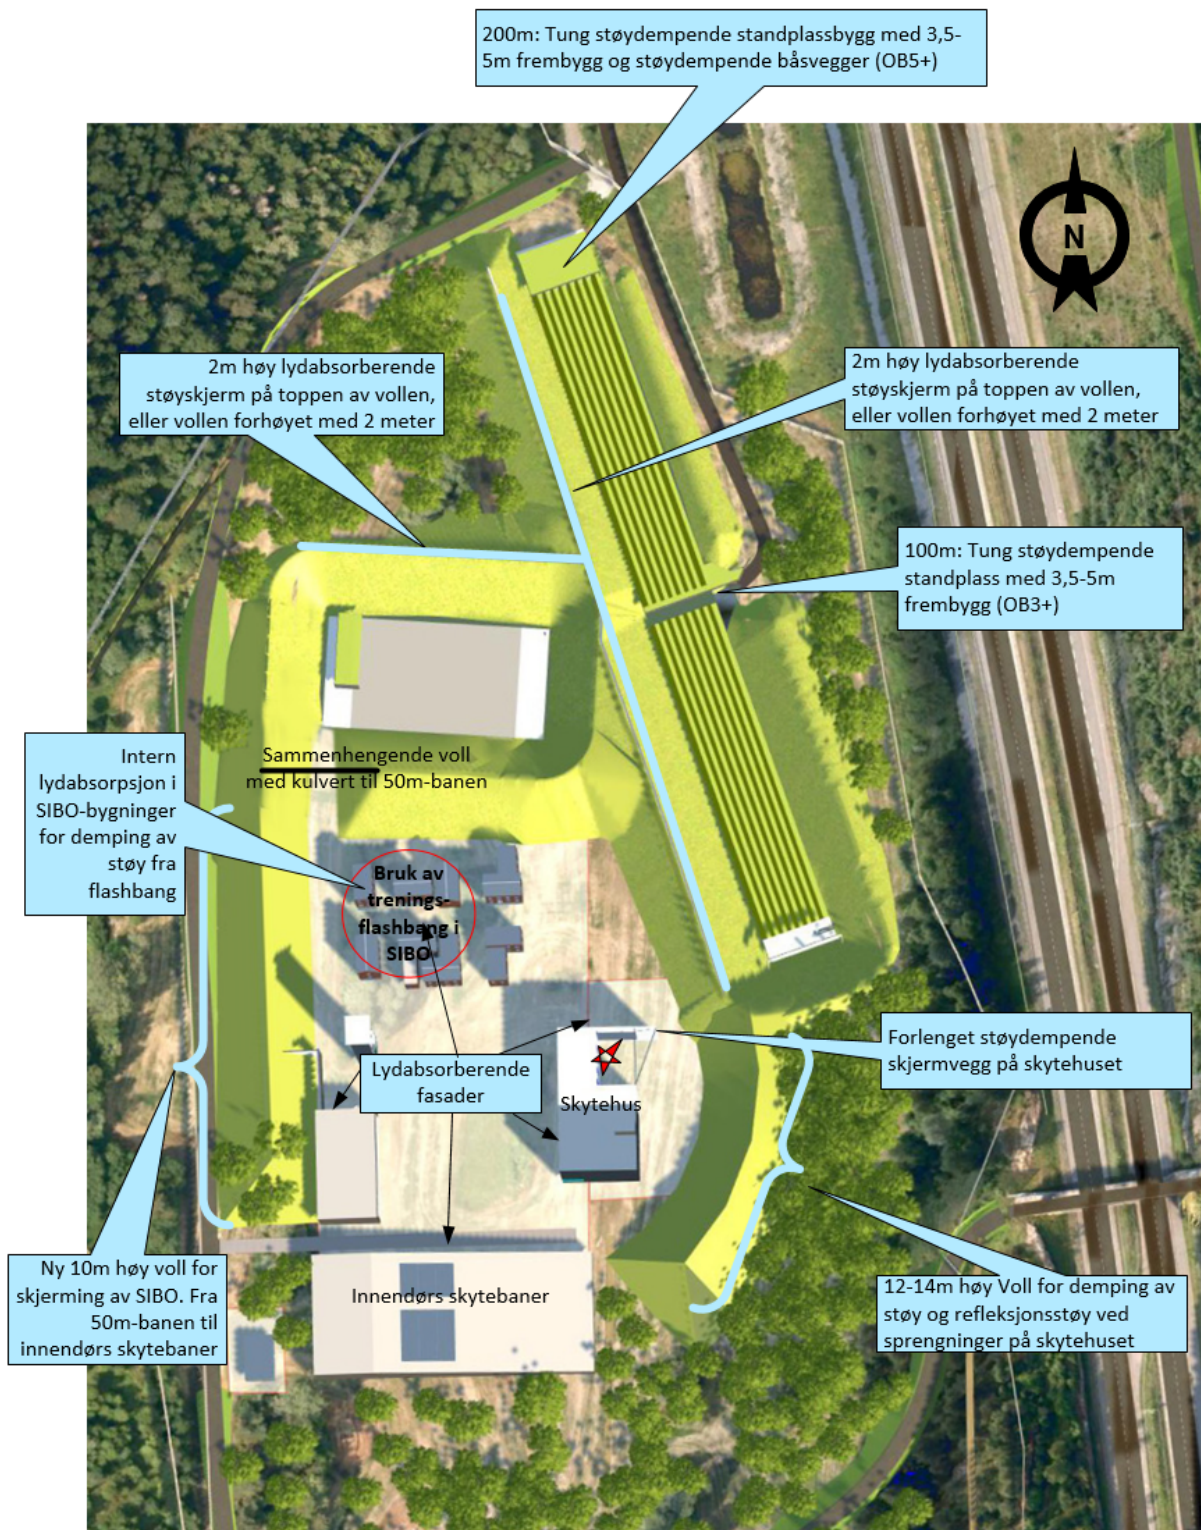 200m: Tung støydempende standplassbygg med 3,5-
5m frembygg og støydempende båsvegger (OB5+)
N
2m høy lydabsorberende
støyskjerm på toppen av vollen,
eller vollen forhøyet med 2 meter
2m høy lydabsorberende
støyskjerm på toppen av vollen,
eller vollen forhøyet med 2 meter
100m: Tung støydempende
standplass med 3,5-5m
frembygg (OB3+)
Intern
lydabsorpsjon i
SIBO-bygninger
for demping av
støy fra
flashbang
Sammenhengende voll
med kulvert til 50m-banen
Bruk av
trenings-
flashbang i
SIBO
Lydabsorberende
fasader
Skytehus
Forlenget støydempende
skjermvegg på skytehuset
Ny 10m høy voll for
skjerming av SIBO. Fra
50m-banen til
innendørs skytebaner
Innendørs skytebaner
12-14m høy Voll for demping av
støy og refleksjonsstøy ved
sprengninger på skytehuset